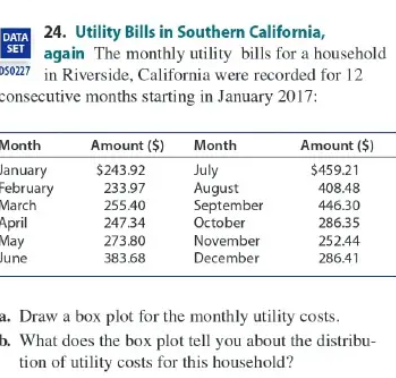 DATA SET DS0227
24. Utility Bills in Southern California,
again The monthly utility bills for a household
in Riverside, California were recorded for 12
consecutive months starting in January 2017:
Month Amount ($) Month Amount ($)
January $243.92 July $459.21
February 233.97 August 408.48
March 255.40 September 446.30
April 247.34 October 286.35
May 273.80 November 252.44
June 383.68 December 286.41
a. Draw a box plot for the monthly utility costs.
b. What does the box plot tell you about the distribu-
tion of utility costs for this household?